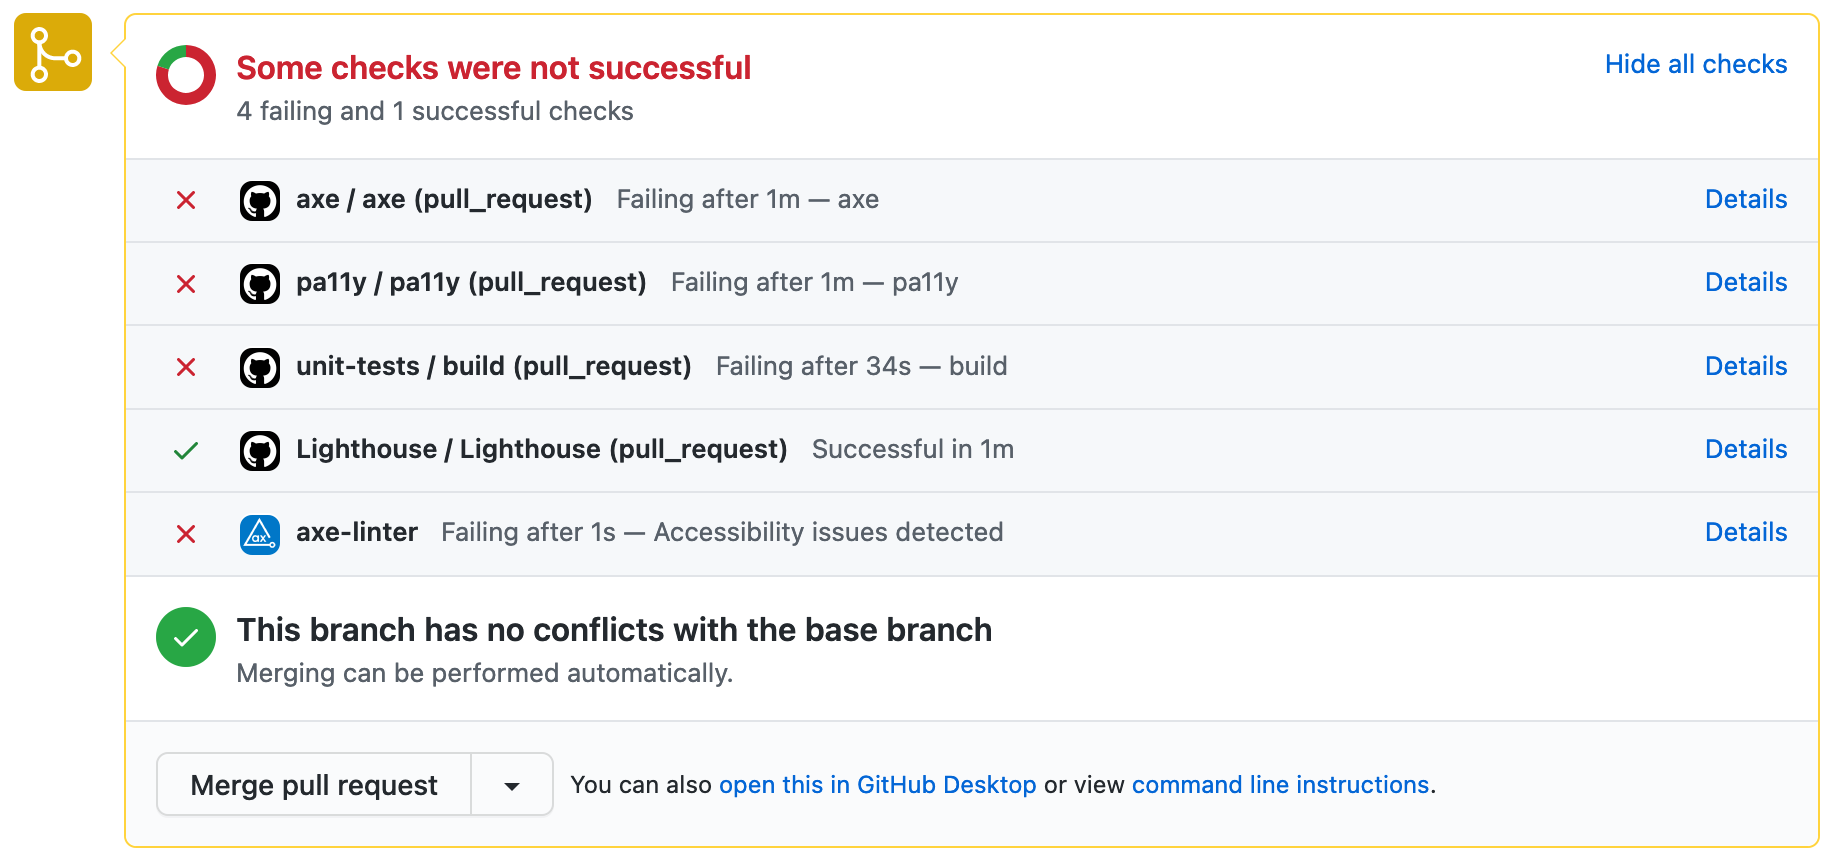 Some checks were not successful
Hide all checks
4 failing and 1 successful checks
axe / axe (pull_request) Failing after 1m — axe Details
pa11y / pa11y (pull_request) Failing after 1m — pa11y Details
unit-tests / build (pull_request) Failing after 34s — build Details
Lighthouse / Lighthouse (pull_request) Successful in 1m Details
ax
axe-linter Failing after 1s — Accessibility issues detected Details
This branch has no conflicts with the base branch
Merging can be performed automatically.
Merge pull request You can also open this in GitHub Desktop or view command line instructions.